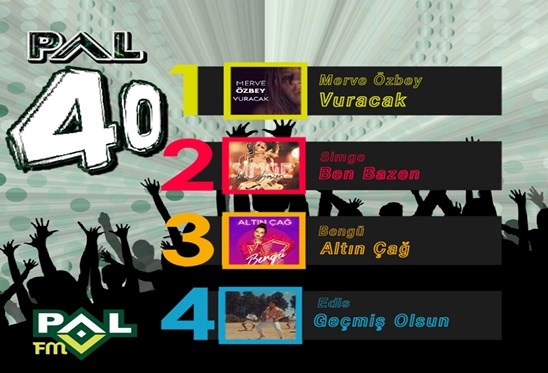 PAL
40
1
MERVE
ÖZBEY
VURACAK
Merve Özbey
Vuracak
2
SIMGE
Simge
Ben Bazen
3
ALTIN ÇAĞ
Bengü
Bengü
Altın Çağ
4
Edis
Geçmiş Olsun
PAL
FM